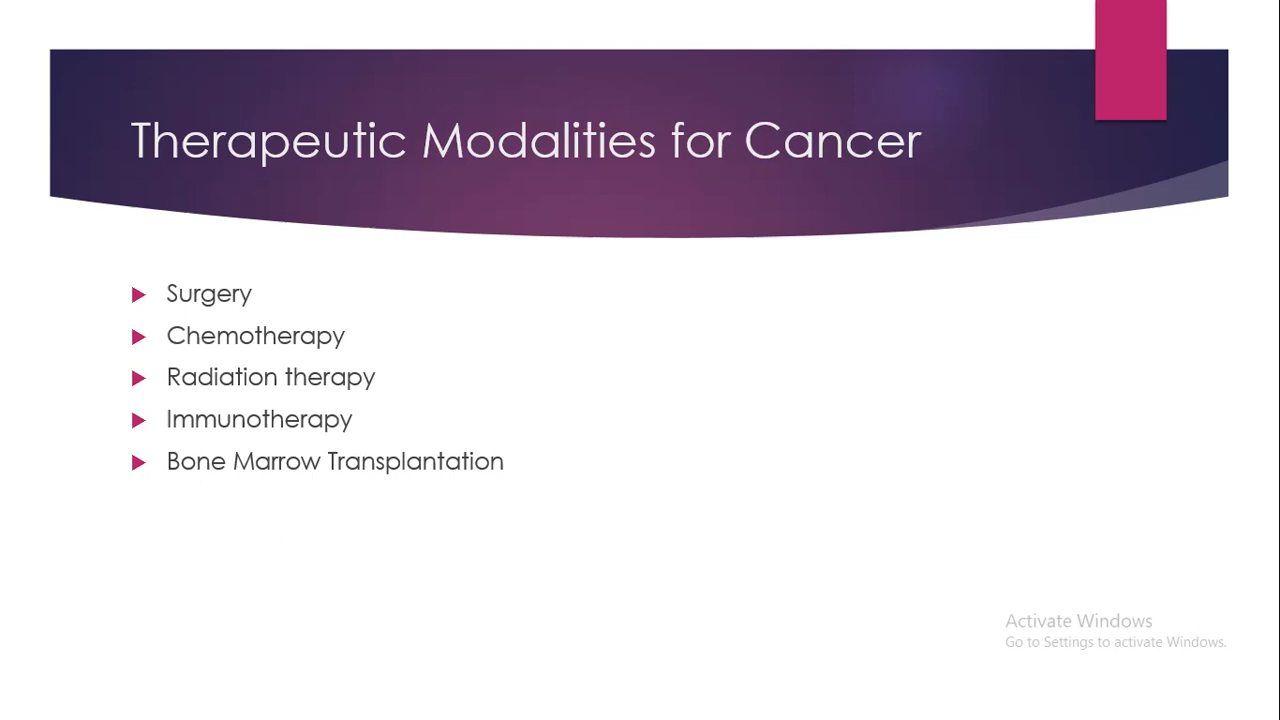 Therapeutic Modalities for Cancer
Surgery
Chemotherapy
Radiation therapy
Immunotherapy
Bone Marrow Transplantation
Activate Windows
Go to Settings to activate Windows.